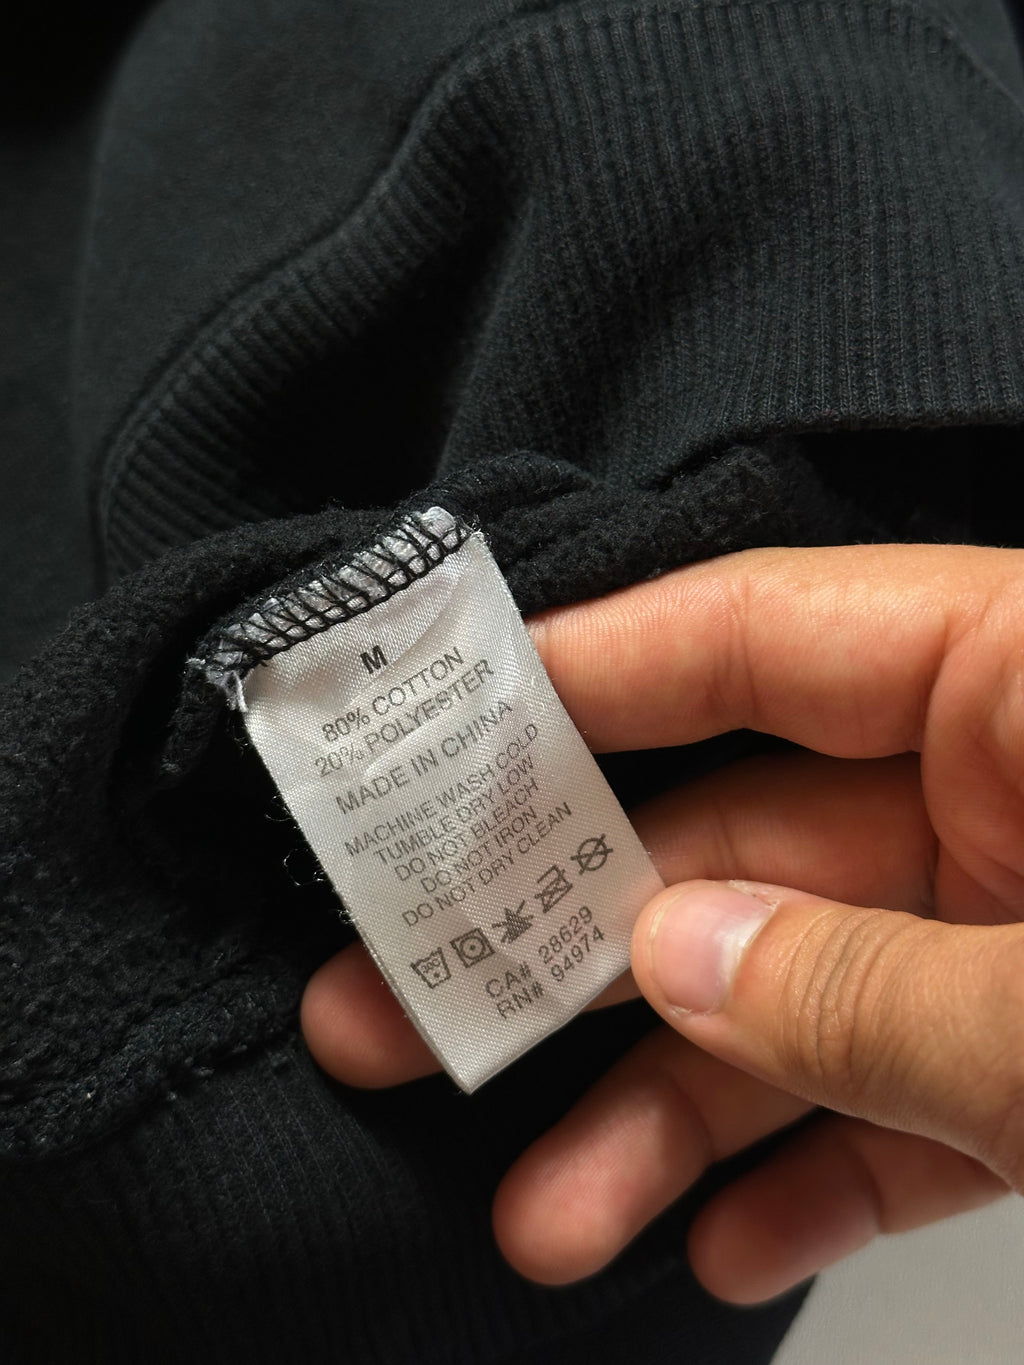 M
80% COTTON
20% POLYESTER
MADE IN CHINA
MACHINE WASH COLD
TUMBLE DRY LOW
DO NOT BLEACH
DO NOT IRON
DO NOT DRY CLEAN
CA# 28629
RN# 94974